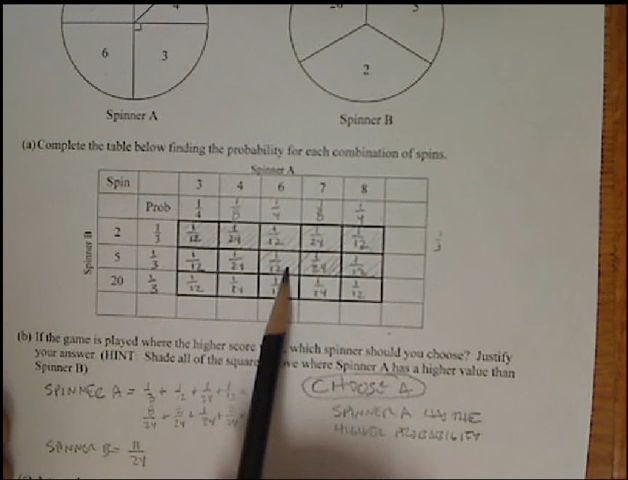 6
3
2
Spinner A
Spinner B
(a)Complete the table below finding the probability for each combination of spins.
Spinner A
Spin 3 4 6 7 8
Prob 1/4 1/8 1/4 1/8 1/4
Spinner B
2 1/3 1/12 1/24 1/12 1/24 1/12
5 1/3 1/12 1/24 1/12 1/24 1/12
20 1/3 1/12 1/24 1/24 1/12
(b) If the game is played where the higher score which spinner should you choose? Justify
your answer. (HINT: Shade all of the where Spinner A has a higher value than
Spinner B)
SPINNER A = 1/3 + 1/12 + 1/24 +
CHOOSE A
8/24 +
SPINNER A HAS THE
HIGHER PROBABILITY
SPINNER B = 11/24